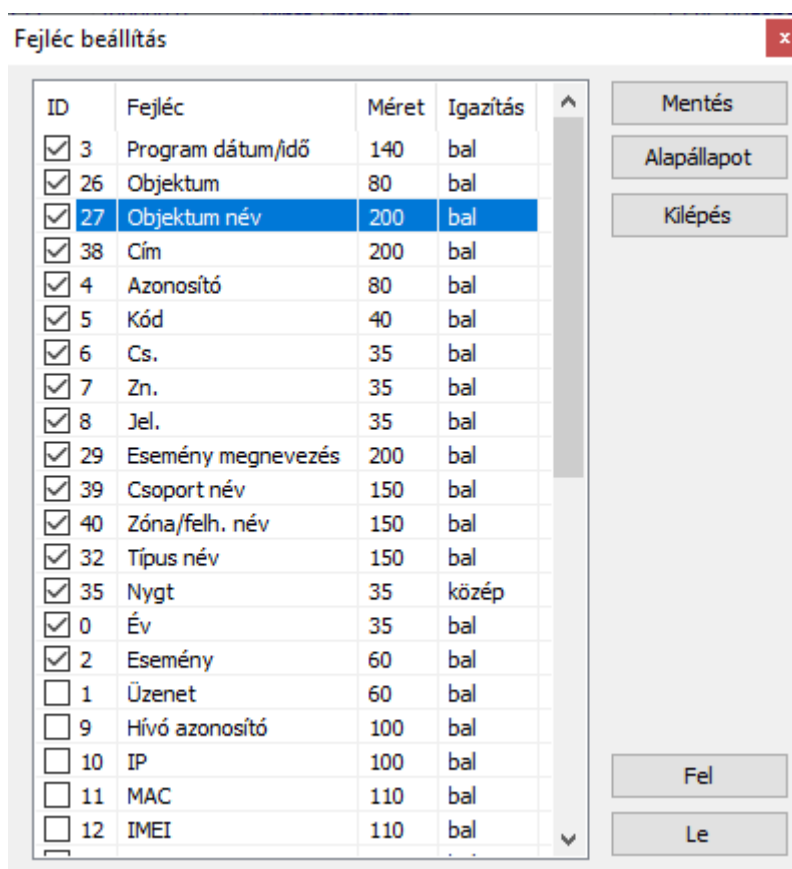 Fejléc beállítás
x
ID Fejléc Méret Igazítás
3 Program dátum/idő 140 bal
26 Objektum 80 bal
27 Objektum név 200 bal
38 Cím 200 bal
4 Azonosító 80 bal
5 Kód 40 bal
6 Cs. 35 bal
7 Zn. 35 bal
8 Jel. 35 bal
29 Esemény megnevezés 200 bal
39 Csoport név 150 bal
40 Zóna/felh. név 150 bal
32 Típus név 150 bal
35 Nygt 35 közép
0 Év 35 bal
2 Esemény 60 bal
1 Üzenet 60 bal
9 Hívó azonosító 100 bal
10 IP 100 bal
11 MAC 110 bal
12 IMEI 110 bal
Mentés
Alapállapot
Kilépés
Fel
Le